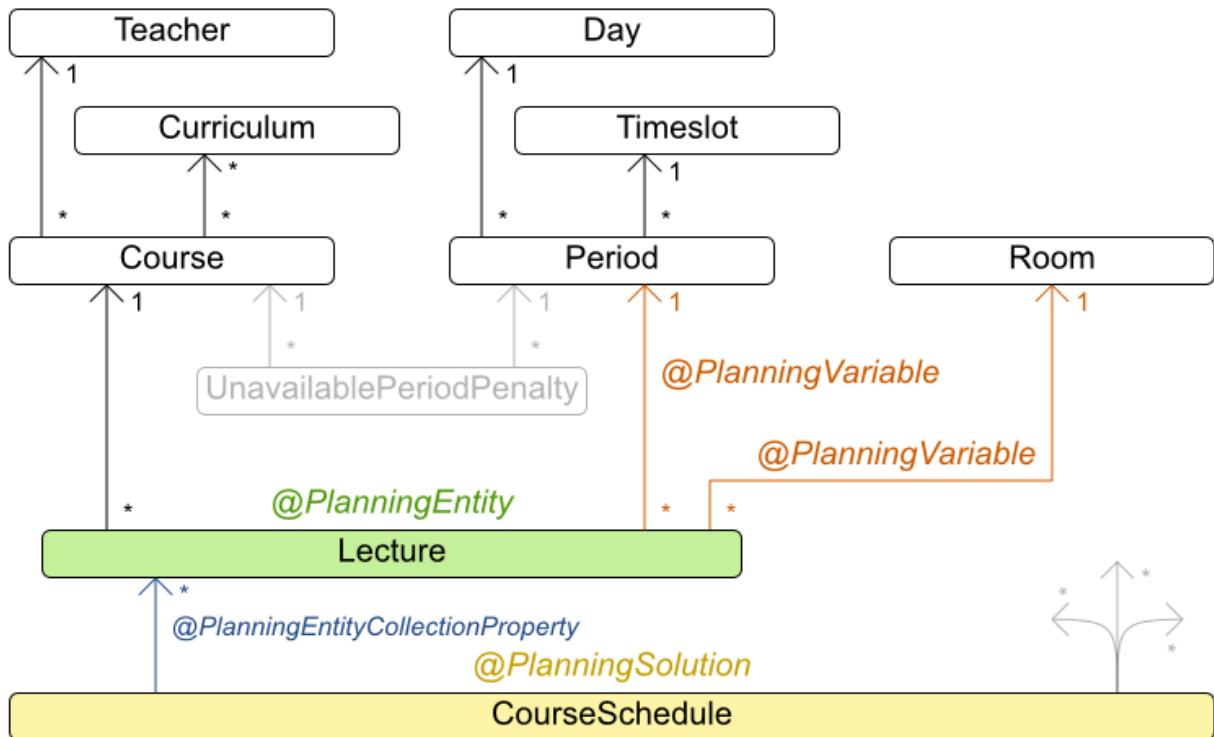 Teacher
Day
1
1
Curriculum
Timeslot
*
1
*
*
*
*
Course
Period
Room
1
1
1
1
1
*
*
UnavailablePeriodPenalty
@PlanningVariable
@PlanningVariable
@PlanningEntity
*
*
*
Lecture
*
@PlanningEntityCollectionProperty
*
*
*
@PlanningSolution
CourseSchedule